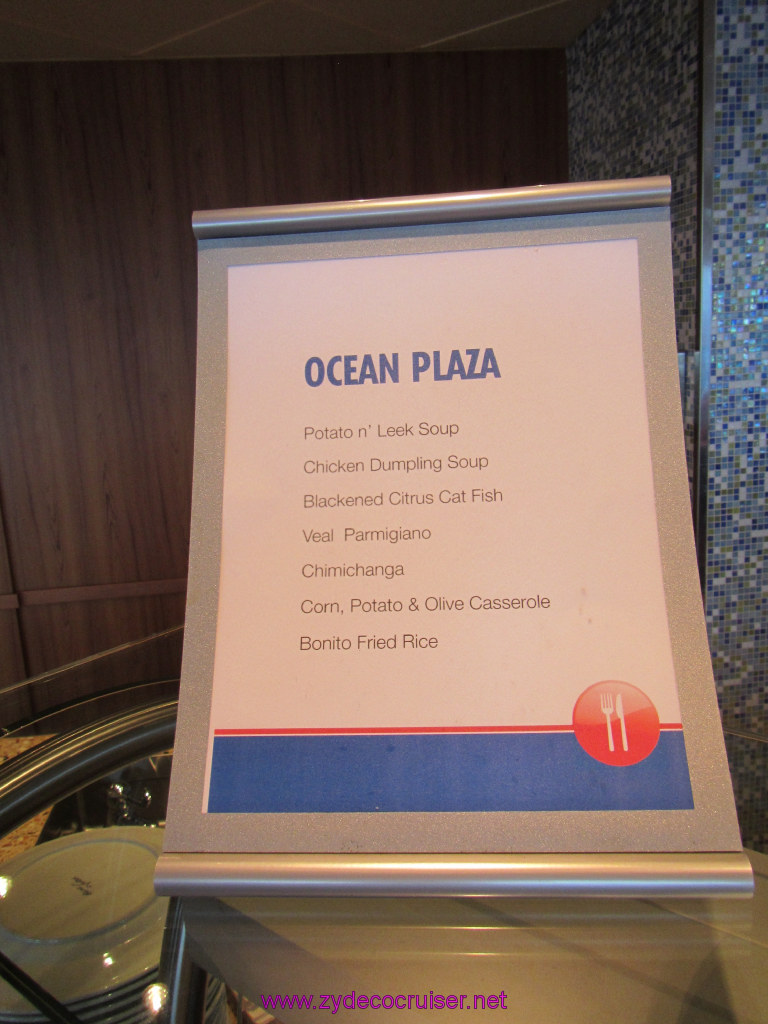 OCEAN PLAZA
Potato n' Leek Soup
Chicken Dumpling Soup
Blackened Citrus Cat Fish
Veal Parmigiano
Chimichanga
Corn, Potato & Olive Casserole
Bonito Fried Rice
www.zydecocruiser.net